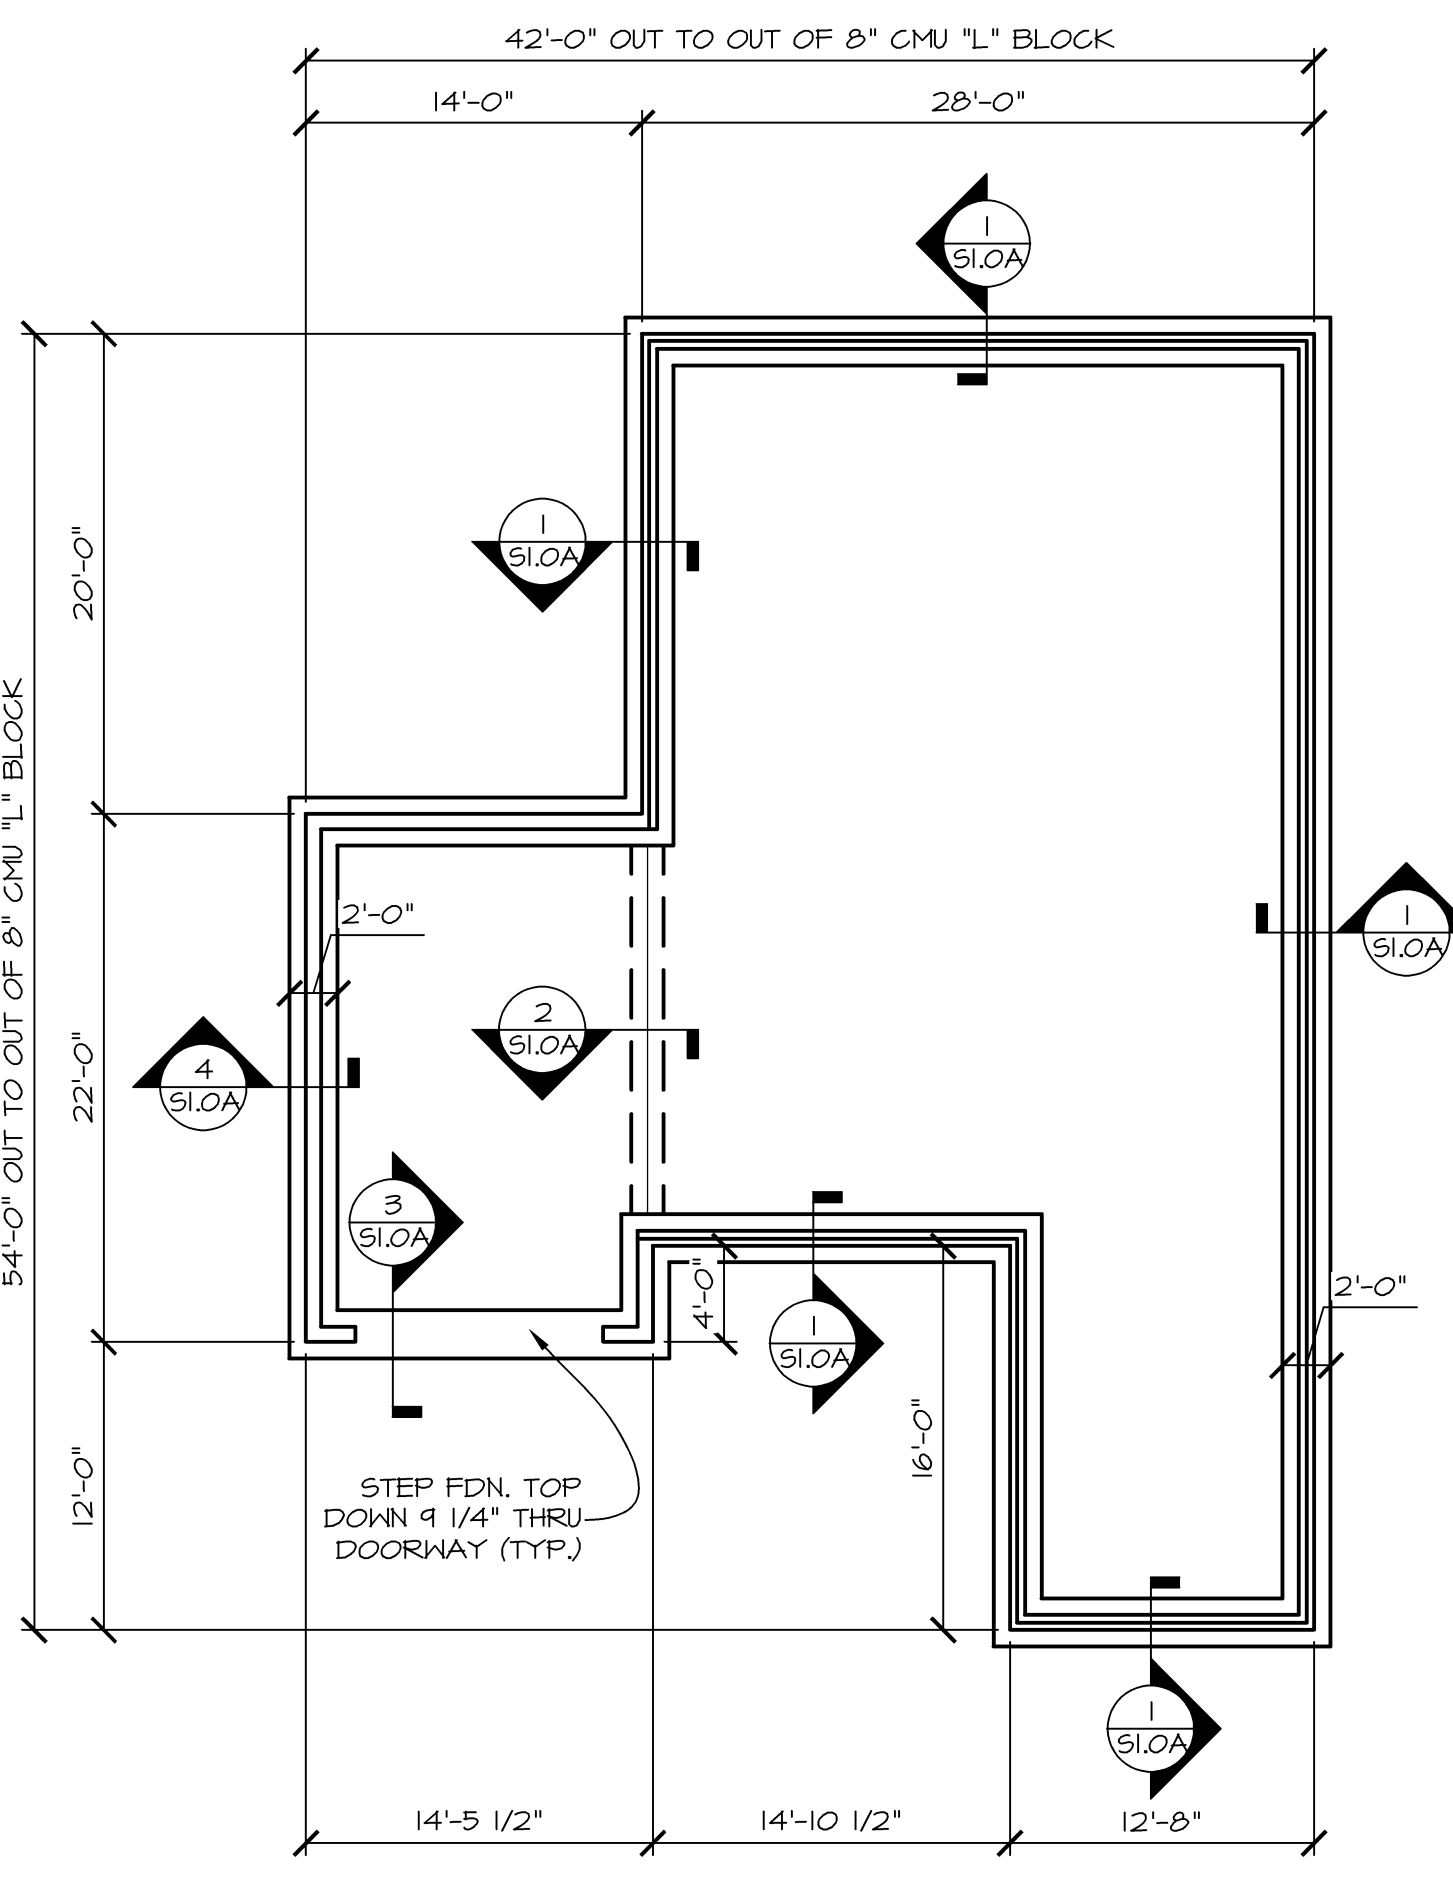 42'-0" OUT TO OUT OF 8" CMU "L" BLOCK
14'-0"
28'-0"
1
S1.0A
1
S1.0A
20'-0"
54'-0" OUT TO OUT OF 8" CMU "L" BLOCK
2'-0"
1
S1.0A
2
S1.0A
22'-0"
4
S1.0A
3
S1.0A
4'-0"
2'-0"
1
S1.0A
16'-0"
12'-0"
STEP FDN. TOP
DOWN 9 1/4" THRU
DOORWAY (TYP.)
1
S1.0A
14'-5 1/2"
14'-10 1/2"
12'-8"